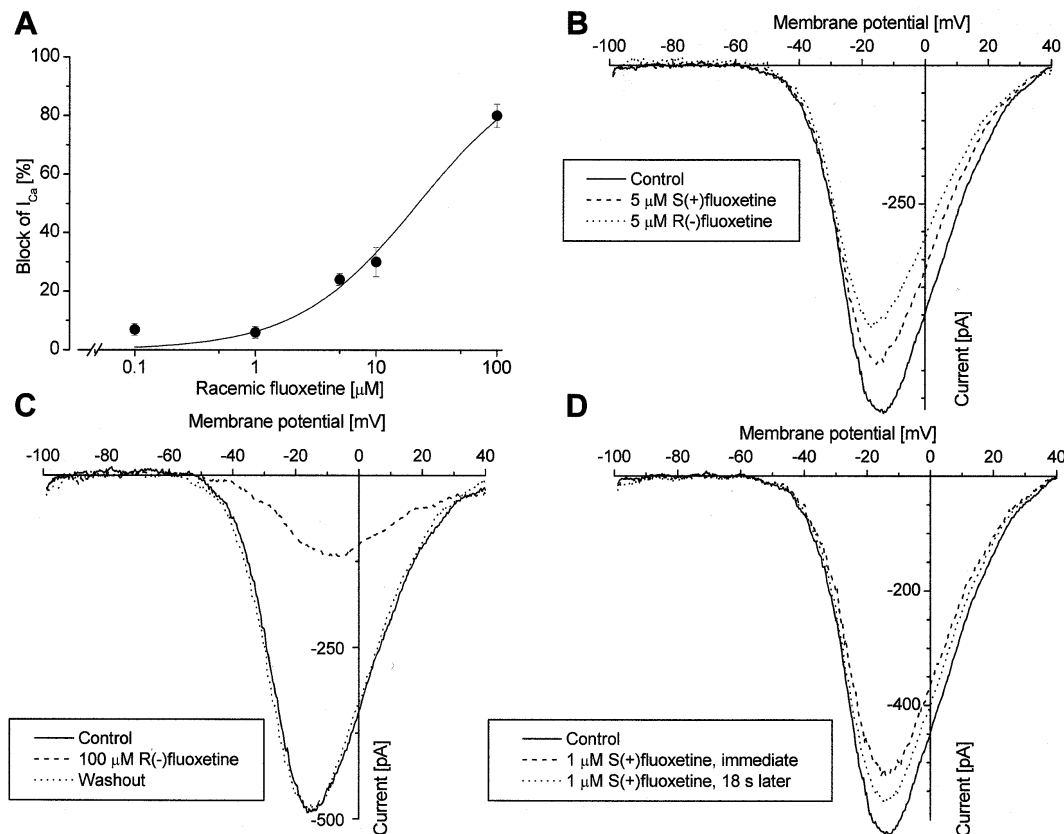 A
100
80
60
40
20
0
Block of I_Ca [%]
0.1
1
10
100
Racemic fluoxetine [μM]
B
Membrane potential [mV]
-100
-80
-60
-40
-20
0
20
40
Control
5 μM S(+)fluoxetine
5 μM R(-)fluoxetine
-250
Current [pA]
C
Membrane potential [mV]
-100
-80
-60
-40
-20
0
20
40
-250
-500
Current [pA]
Control
100 μM R(-)fluoxetine
Washout
D
Membrane potential [mV]
-100
-80
-60
-40
-20
0
20
40
-200
-400
Current [pA]
Control
1 μM S(+)fluoxetine, immediate
1 μM S(+)fluoxetine, 18 s later